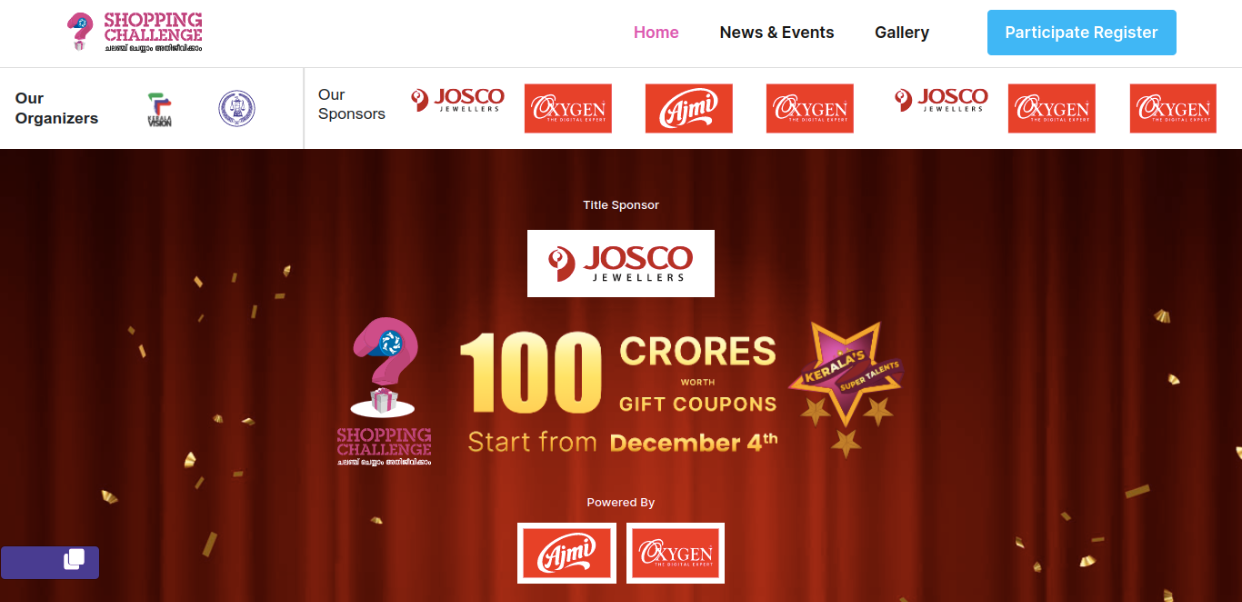 SHOPPING
CHALLENGE
ചലഞ്ച് ചെയ്യാം അതിജീവിക്കാം
Home
News & Events
Gallery
Participate Register
Our
Organizers
KERALA
VISION
Our
Sponsors
JOSCO
JEWELLERS
OXYGEN
THE DIGITAL EXPERT
Ajmi
OXYGEN
THE DIGITAL EXPERT
JOSCO
JEWELLERS
OXYGEN
THE DIGITAL EXPERT
OXYGEN
THE DIGITAL EXPERT
Title Sponsor
JOSCO
JEWELLERS
SHOPPING
CHALLENGE
ചലഞ്ച് ചെയ്യാം അതിജീവിക്കാം
100
CRORES
WORTH
GIFT COUPONS
Start from December 4th
KERALA'S
SUPER TALENTS
Powered By
Ajmi
OXYGEN
THE DIGITAL EXPERT